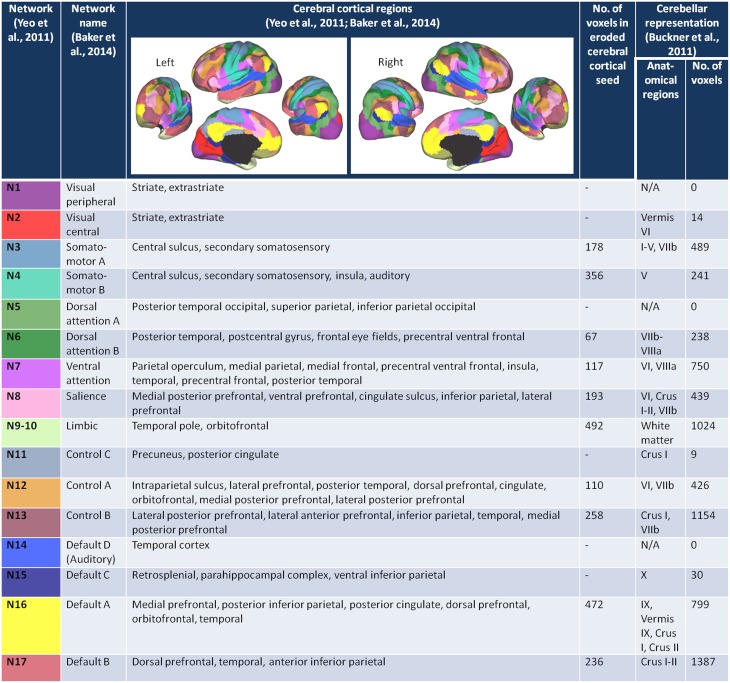 Network (Yeo et al., 2011)
Network name (Baker et al., 2014)
Cerebral cortical regions
(Yeo et al., 2011; Baker et al., 2014)
No. of voxels in eroded cerebral cortical seed
Cerebellar representation (Buckner et al., 2011)
Left
Right
Anat-omical regions
No. of voxels
N1 Visual peripheral Striate, extrastriate - N/A 0
N2 Visual central Striate, extrastriate - Vermis VI 14
N3 Somato-motor A Central sulcus, secondary somatosensory 178 I-V, VIIb 489
N4 Somato-motor B Central sulcus, secondary somatosensory, insula, auditory 356 V 241
N5 Dorsal attention A Posterior temporal occipital, superior parietal, inferior parietal occipital - N/A 0
N6 Dorsal attention B Posterior temporal, postcentral gyrus, frontal eye fields, precentral ventral frontal 67 VIIb-VIIIa 238
N7 Ventral attention Parietal operculum, medial parietal, medial frontal, precentral ventral frontal, insula, temporal, precentral frontal, posterior temporal 117 VI, VIIIa 750
N8 Salience Medial posterior prefrontal, ventral prefrontal, cingulate sulcus, inferior parietal, lateral prefrontal 193 VI, Crus I-II, VIIb 439
N9-10 Limbic Temporal pole, orbitofrontal 492 White matter 1024
N11 Control C Precuneus, posterior cingulate - Crus I 9
N12 Control A Intraparietal sulcus, lateral prefrontal, posterior temporal, dorsal prefrontal, cingulate, orbitofrontal, medial posterior prefrontal, lateral posterior prefrontal 110 VI, VIIb 426
N13 Control B Lateral posterior prefrontal, lateral anterior prefrontal, inferior parietal, temporal, medial posterior prefrontal 258 Crus I, VIIb 1154
N14 Default D (Auditory) Temporal cortex - N/A 0
N15 Default C Retrosplenial, parahippocampal complex, ventral inferior parietal - X 30
N16 Default A Medial prefrontal, posterior inferior parietal, posterior cingulate, dorsal prefrontal, orbitofrontal, temporal 472 IX, Vermis IX, Crus I, Crus II 799
N17 Default B Dorsal prefrontal, temporal, anterior inferior parietal 236 Crus I-II 1387